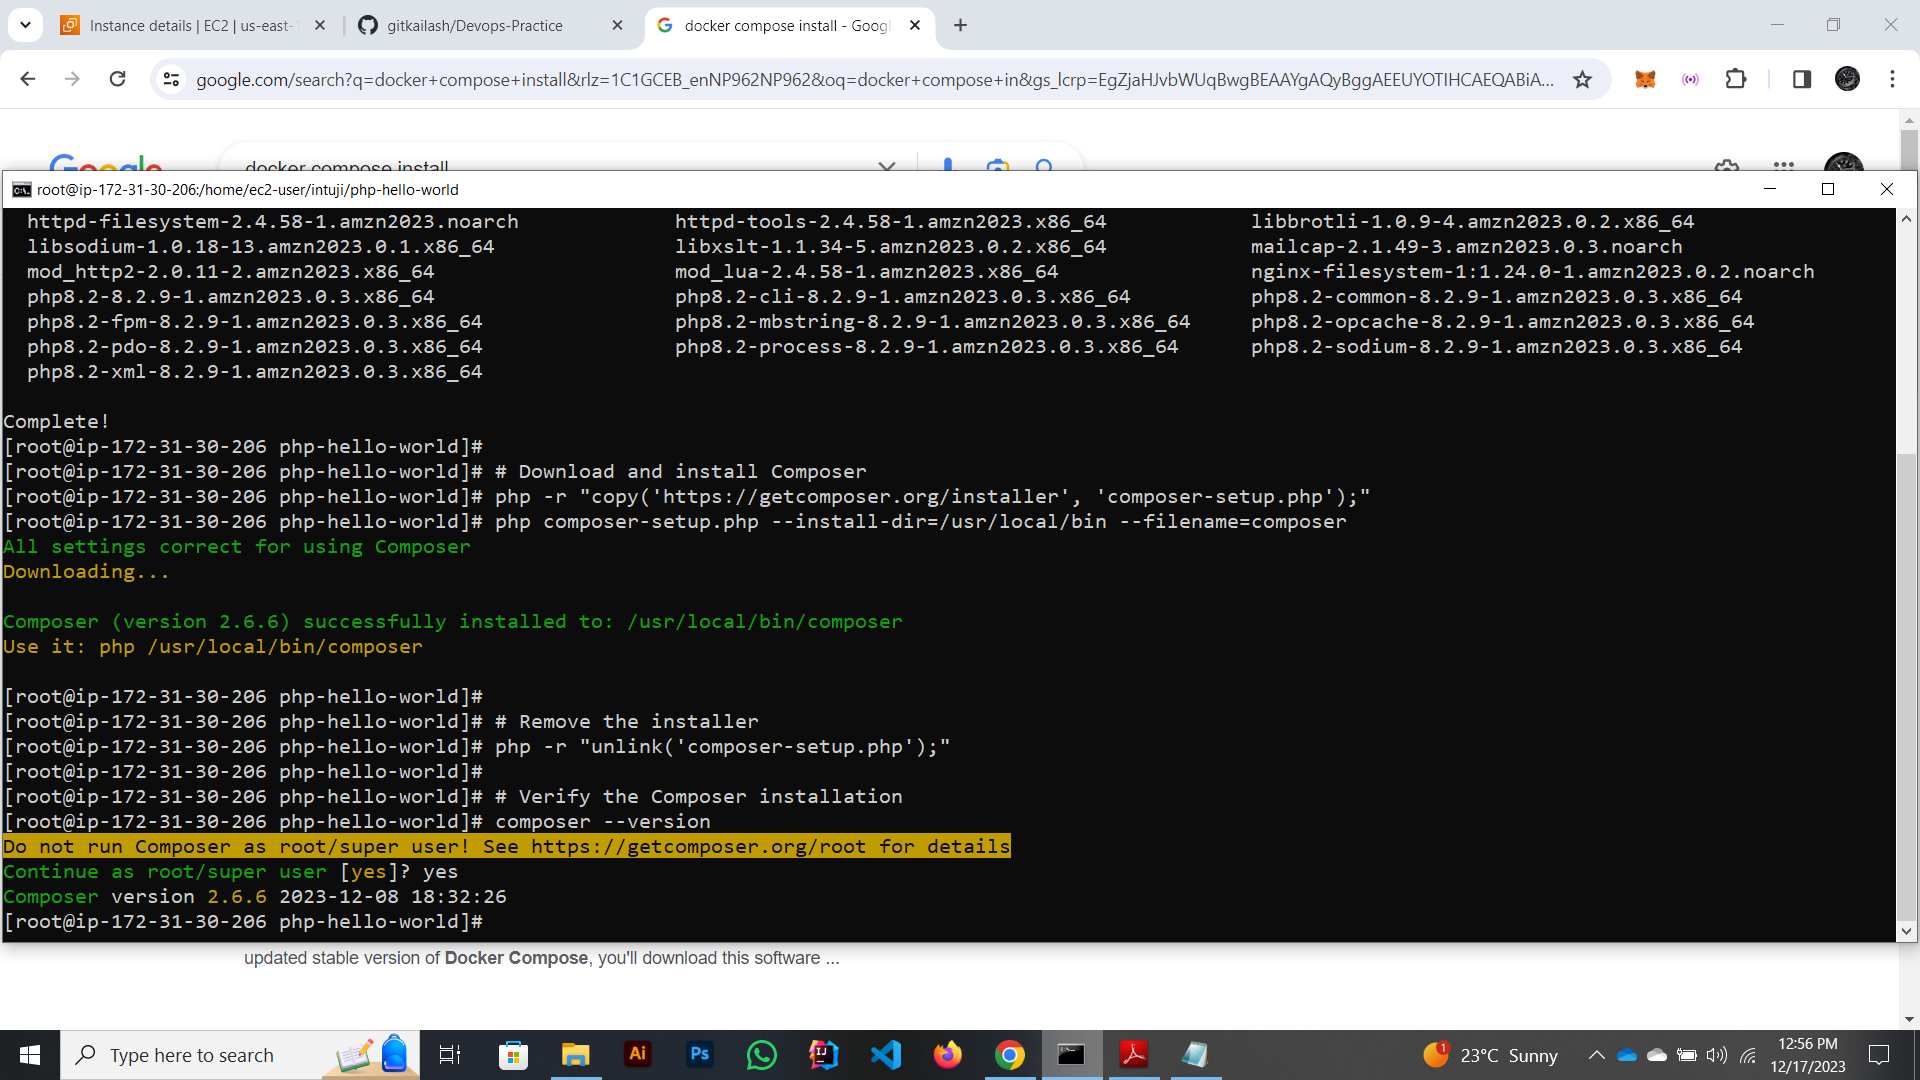 Instance details | EC2 | us-east-
gitkailash/Devops-Practice
docker compose install - Googl
google.com/search?q=docker+compose+install&rlz=1C1GCEB_enNP962NP962&oq=docker+compose+in&gs_lcrp=EgZjaHJvbWUqBwgBEAAYgAQyBggAEEUYOTIHCAEQABiA...
Google
docker compose install
root@ip-172-31-30-206:/home/ec2-user/intuji/php-hello-world
httpd-filesystem-2.4.58-1.amzn2023.noarch httpd-tools-2.4.58-1.amzn2023.x86_64 libbrotli-1.0.9-4.amzn2023.0.2.x86_64
libsodium-1.0.18-13.amzn2023.0.1.x86_64 libxslt-1.1.34-5.amzn2023.0.2.x86_64 mailcap-2.1.49-3.amzn2023.0.3.noarch
mod_http2-2.0.11-2.amzn2023.x86_64 mod_lua-2.4.58-1.amzn2023.x86_64 nginx-filesystem-1:1.24.0-1.amzn2023.0.2.noarch
php8.2-8.2.9-1.amzn2023.0.3.x86_64 php8.2-cli-8.2.9-1.amzn2023.0.3.x86_64 php8.2-common-8.2.9-1.amzn2023.0.3.x86_64
php8.2-fpm-8.2.9-1.amzn2023.0.3.x86_64 php8.2-mbstring-8.2.9-1.amzn2023.0.3.x86_64 php8.2-opcache-8.2.9-1.amzn2023.0.3.x86_64
php8.2-pdo-8.2.9-1.amzn2023.0.3.x86_64 php8.2-process-8.2.9-1.amzn2023.0.3.x86_64 php8.2-sodium-8.2.9-1.amzn2023.0.3.x86_64
php8.2-xml-8.2.9-1.amzn2023.0.3.x86_64
Complete!
[root@ip-172-31-30-206 php-hello-world]#
[root@ip-172-31-30-206 php-hello-world]# # Download and install Composer
[root@ip-172-31-30-206 php-hello-world]# php -r "copy('https://getcomposer.org/installer', 'composer-setup.php');"
[root@ip-172-31-30-206 php-hello-world]# php composer-setup.php --install-dir=/usr/local/bin --filename=composer
All settings correct for using Composer
Downloading...
Composer (version 2.6.6) successfully installed to: /usr/local/bin/composer
Use it: php /usr/local/bin/composer
[root@ip-172-31-30-206 php-hello-world]#
[root@ip-172-31-30-206 php-hello-world]# # Remove the installer
[root@ip-172-31-30-206 php-hello-world]# php -r "unlink('composer-setup.php');"
[root@ip-172-31-30-206 php-hello-world]#
[root@ip-172-31-30-206 php-hello-world]# # Verify the Composer installation
[root@ip-172-31-30-206 php-hello-world]# composer --version
Do not run Composer as root/super user! See https://getcomposer.org/root for details
Continue as root/super user [yes]? yes
Composer version 2.6.6 2023-12-08 18:32:26
[root@ip-172-31-30-206 php-hello-world]#
updated stable version of Docker Compose, you'll download this software ...
Type here to search
Ai
Ps
IJ
1
23°C Sunny
12:56 PM
12/17/2023